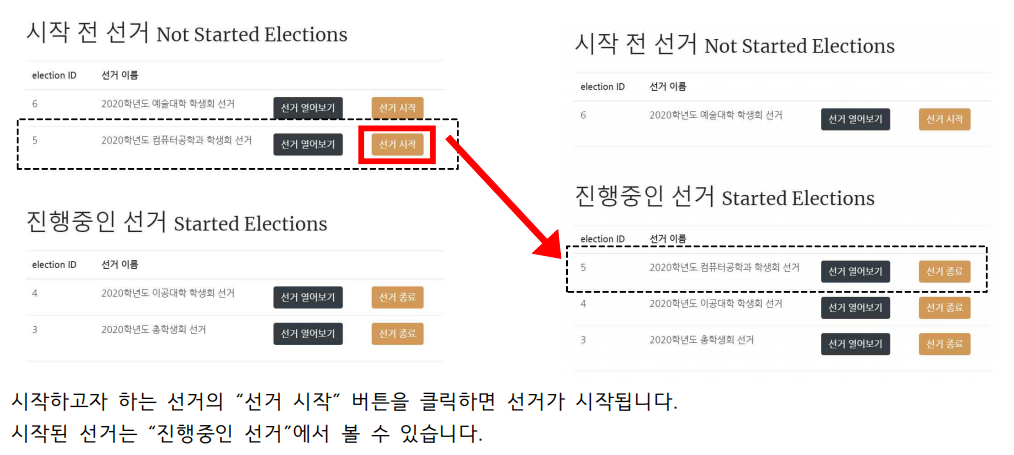 시작 전 선거 Not Started Elections
election ID 선거 이름
6 2020학년도 예술대학 학생회 선거 선거 열어보기 선거 시작
5 2020학년도 컴퓨터공학과 학생회 선거 선거 열어보기 선거 시작
진행중인 선거 Started Elections
election ID 선거 이름
4 2020학년도 이공대학 학생회 선거 선거 열어보기 선거 종료
3 2020학년도 총학생회 선거 선거 열어보기 선거 종료
시작 전 선거 Not Started Elections
election ID 선거 이름
6 2020학년도 예술대학 학생회 선거 선거 열어보기 선거 시작
진행중인 선거 Started Elections
election ID 선거 이름
5 2020학년도 컴퓨터공학과 학생회 선거 선거 열어보기 선거 종료
4 2020학년도 이공대학 학생회 선거 선거 열어보기 선거 종료
3 2020학년도 총학생회 선거 선거 열어보기 선거 종료
시작하고자 하는 선거의 “선거 시작” 버튼을 클릭하면 선거가 시작됩니다.
시작된 선거는 “진행중인 선거”에서 볼 수 있습니다.